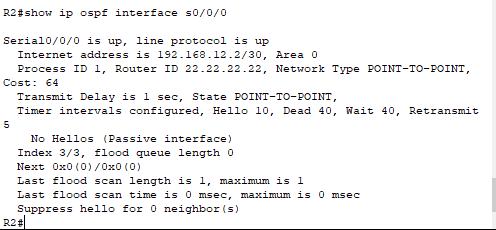 R2#show ip ospf interface s0/0/0
Serial0/0/0 is up, line protocol is up
Internet address is 192.168.12.2/30, Area 0
Process ID 1, Router ID 22.22.22.22, Network Type POINT-TO-POINT,
Cost: 64
Transmit Delay is 1 sec, State POINT-TO-POINT,
Timer intervals configured, Hello 10, Dead 40, Wait 40, Retransmit
5
No Hellos (Passive interface)
Index 3/3, flood queue length 0
Next 0x0(0)/0x0(0)
Last flood scan length is 1, maximum is 1
Last flood scan time is 0 msec, maximum is 0 msec
Suppress hello for 0 neighbor(s)
R2#